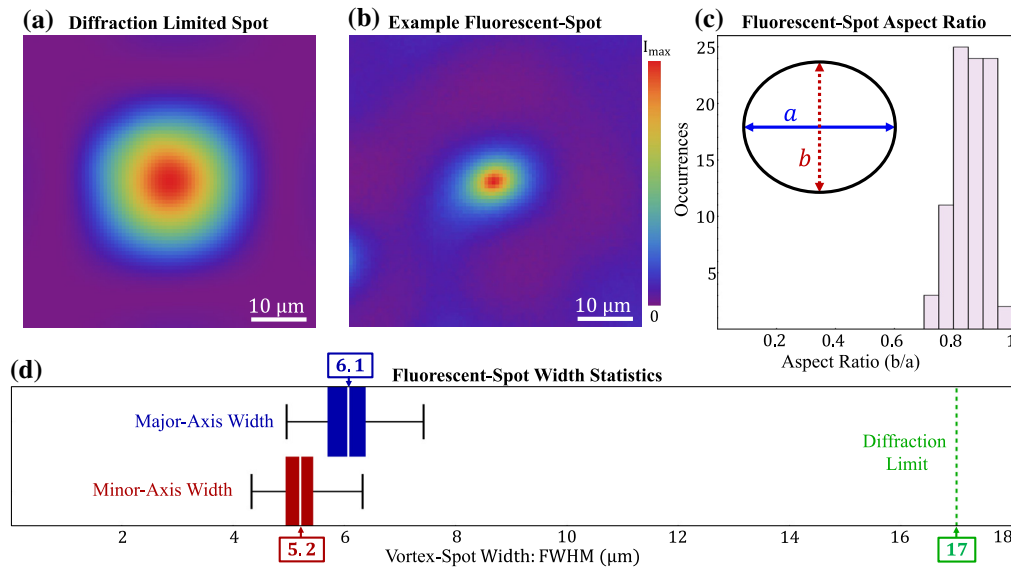 (a)
Diffraction Limited Spot
10 μm
(b)
Example Fluorescent-Spot
10 μm
Imax
0
(c)
Fluorescent-Spot Aspect Ratio
Occurrences
25
20
15
10
5
a
b
0.2 0.4 0.6 0.8 1
Aspect Ratio (b/a)
(d)
6.1
Fluorescent-Spot Width Statistics
Major-Axis Width
Minor-Axis Width
Diffraction
Limit
2 4 6 8 10 12 14 16 18
5.2
17
Vortex-Spot Width: FWHM (μm)